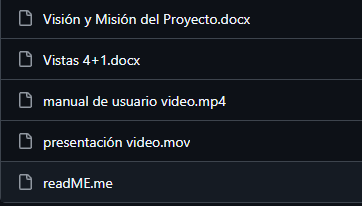 Visión y Misión del Proyecto.docx
Vistas 4+1.docx
manual de usuario video.mp4
presentación video.mov
readME.me